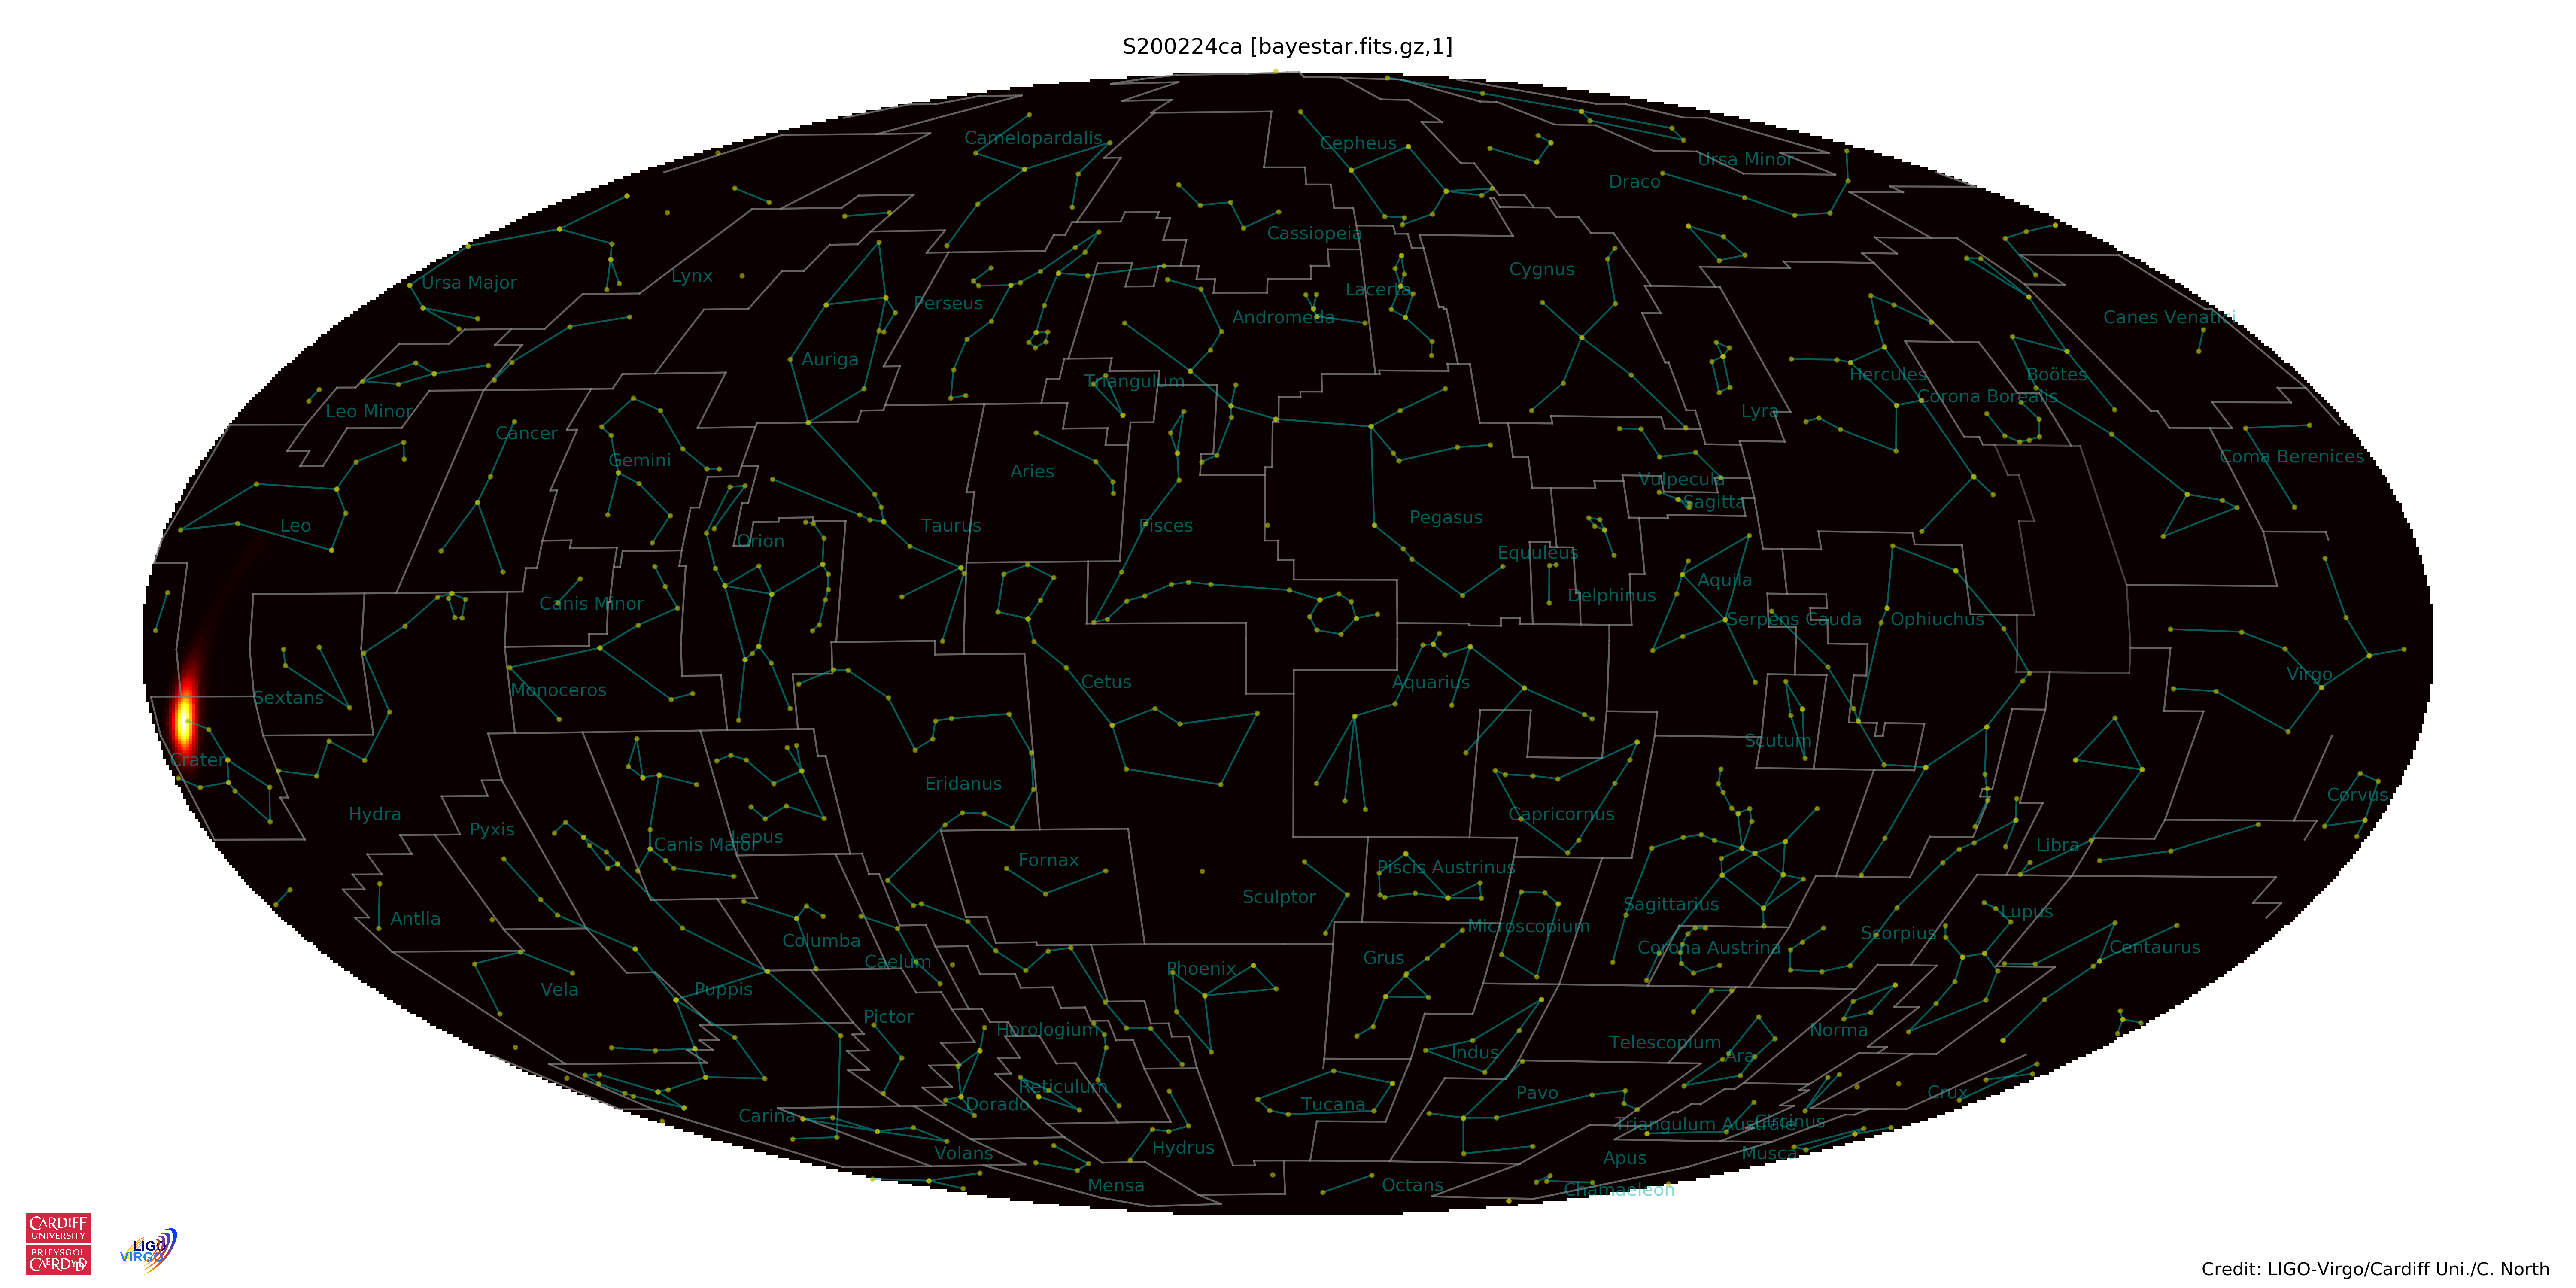 S200224ca [bayestar.fits.gz,1]
Camelopardalis
Cepheus
Ursa Minor
Draco
Cassiopeia
Ursa Major
Lynx
Cygnus
Lacerta
Perseus
Andromeda
Canes Venatici
Auriga
Triangulum
Hercules
Boötes
Corona Borealis
Leo Minor
Lyra
Cancer
Gemini
Coma Berenices
Aries
Vulpecula
Sagitta
Leo
Taurus
Pisces
Pegasus
Orion
Equuleus
Aquila
Canis Minor
Delphinus
Serpens Cauda
Ophiuchus
Sextans
Monoceros
Cetus
Aquarius
Virgo
Scutum
Crater
Eridanus
Corvus
Hydra
Pyxis
Capricornus
Lepus
Canis Major
Libra
Fornax
Piscis Austrinus
Sculptor
Antlia
Sagittarius
Lupus
Microscopium
Columba
Scorpius
Corona Austrina
Centaurus
Caelum
Grus
Phoenix
Vela
Puppis
Pictor
Horologium
Norma
Telescopium
Indus
Ara
Reticulum
Pavo
Crux
Dorado
Tucana
Carina
Triangulum Australe
Circinus
Hydrus
Volans
Apus
Musca
Mensa
Octans
Chamaeleon
CARDIFF
UNIVERSITY
PRIFYSGOL
CAERDYDD
LIGO
VIRGO
Credit: LIGO-Virgo/Cardiff Uni./C. North